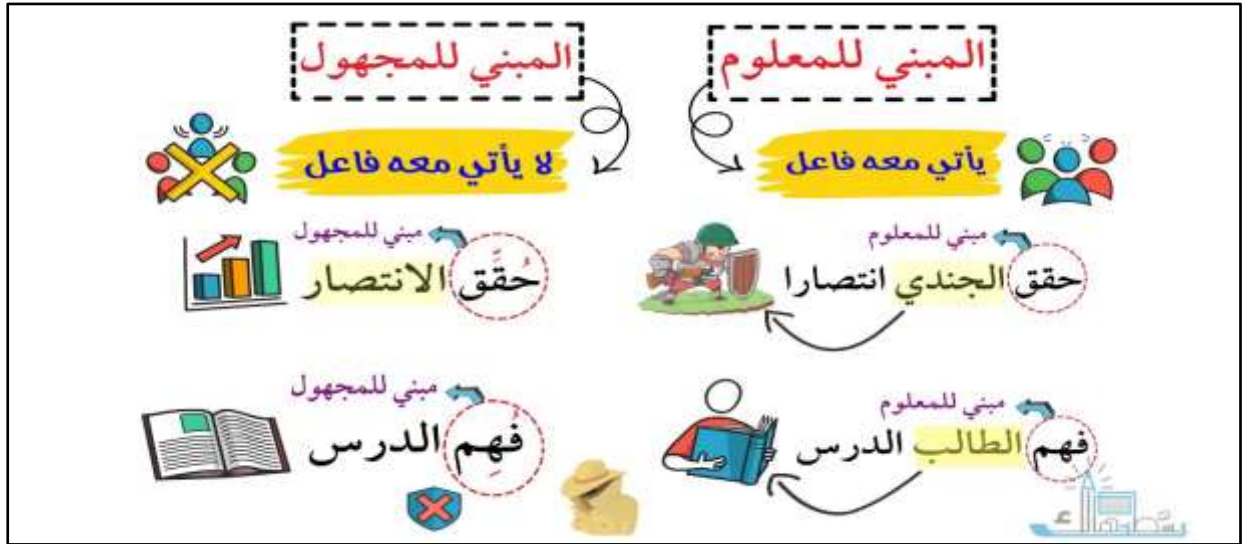 المبني للمعلوم
يأتي معه فاعل
مبني للمعلوم
حقق الجندي انتصارا
مبني للمعلوم
فهم الطالب الدرس
المبني للمجهول
لا يأتي معه فاعل
مبني للمجهول
حُقِّق الانتصار
مبني للمجهول
فُهِم الدرس